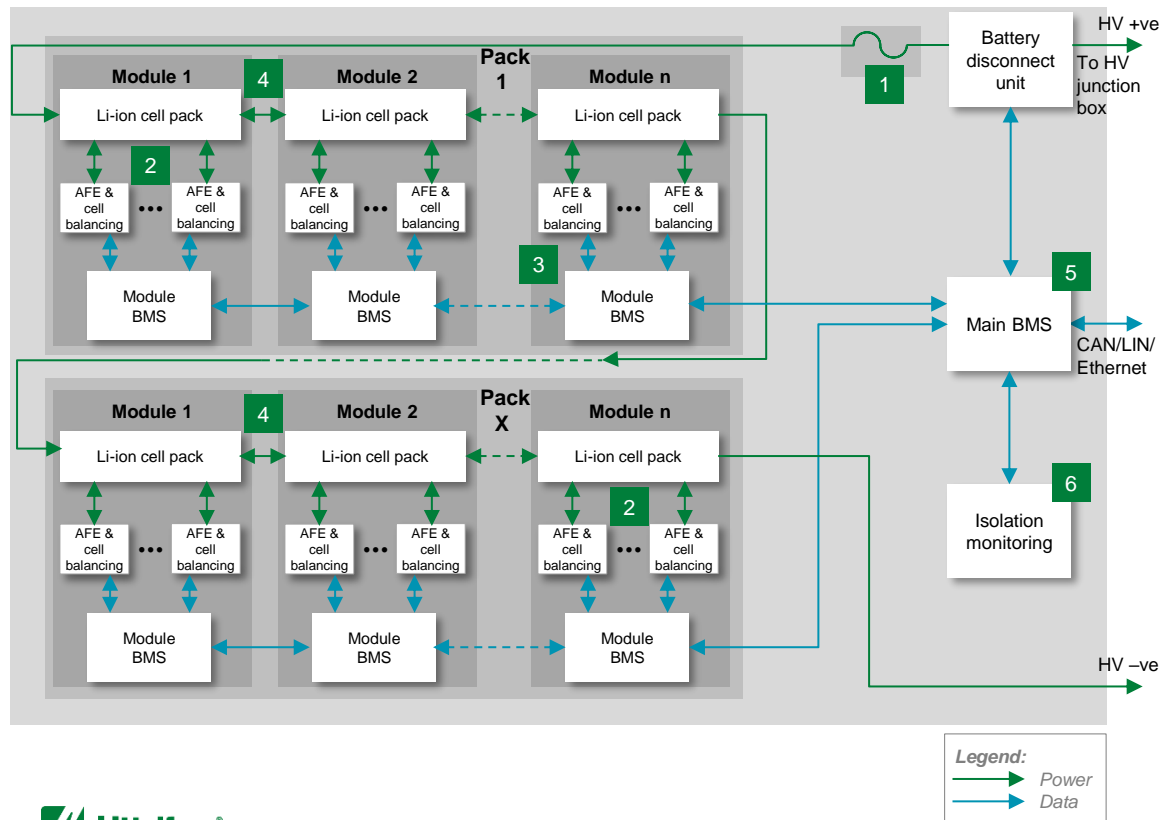 HV +ve
Battery
disconnect
unit
To HV
junction
box
1
Pack
1
Module 1
4
Module 2
Module n
Li-ion cell pack
Li-ion cell pack
Li-ion cell pack
2
AFE &
cell
balancing
•••
AFE &
cell
balancing
AFE &
cell
balancing
•••
AFE &
cell
balancing
AFE &
cell
balancing
•••
AFE &
cell
balancing
3
Module
BMS
Module
BMS
Module
BMS
5
Main BMS
CAN/LIN/
Ethernet
Pack
X
Module 1
4
Module 2
Module n
Li-ion cell pack
Li-ion cell pack
Li-ion cell pack
2
AFE &
cell
balancing
•••
AFE &
cell
balancing
AFE &
cell
balancing
•••
AFE &
cell
balancing
AFE &
cell
balancing
•••
AFE &
cell
balancing
6
Isolation
monitoring
Module
BMS
Module
BMS
Module
BMS
HV –ve
Legend:
Power
Data